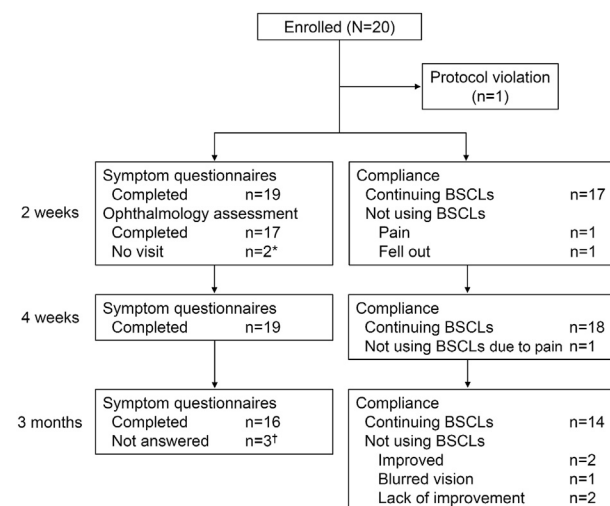 Enrolled (N=20)
Protocol violation
(n=1)
2 weeks
Symptom questionnaires
Completed n=19
Ophthalmology assessment
Completed n=17
No visit n=2*
Compliance
Continuing BSCLs n=17
Not using BSCLs
Pain n=1
Fell out n=1
4 weeks
Symptom questionnaires
Completed n=19
Compliance
Continuing BSCLs n=18
Not using BSCLs due to pain n=1
3 months
Symptom questionnaires
Completed n=16
Not answered n=3†
Compliance
Continuing BSCLs n=14
Not using BSCLs
Improved n=2
Blurred vision n=1
Lack of improvement n=2